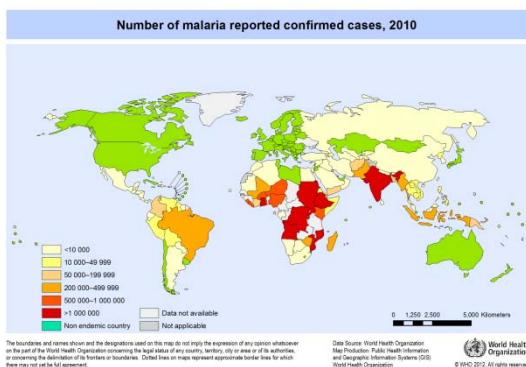 Number of malaria reported confirmed cases, 2010
<10 000
10 000–49 999
50 000–199 999
200 000–499 999
500 000–1 000 000
>1 000 000
Non endemic country
Data not available
Not applicable
0 1,250 2,500 5,000 Kilometers
The boundaries and names shown and the designations used on this map do not imply the expression of any opinion whatsoever
on the part of the World Health Organization concerning the legal status of any country, territory, city or area or of its authorities,
or concerning the delimitation of its frontiers or boundaries. Dotted lines on maps represent approximate border lines for which
there may not yet be full agreement.
Data Source: World Health Organization
Map Production: Public Health Information
and Geographic Information Systems (GIS)
World Health Organization
World Healt
Organizatio
© WHO 2012. All rights reserve